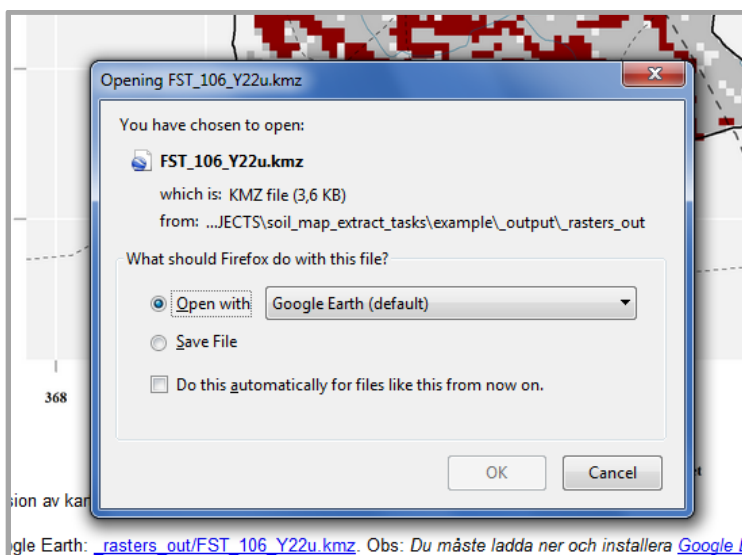 Opening FST_106_Y22u.kmz
You have chosen to open:
FST_106_Y22u.kmz
which is: KMZ file (3,6 KB)
from: ...JECTS\soil_map_extract_tasks\example\_output\_rasters_out
What should Firefox do with this file?
Open with Google Earth (default)
Save File
Do this automatically for files like this from now on.
OK Cancel
368
sion av
Earth: _rasters_out/FST_106_Y22u.kmz. Obs: Du måste ladda ner och installera Google